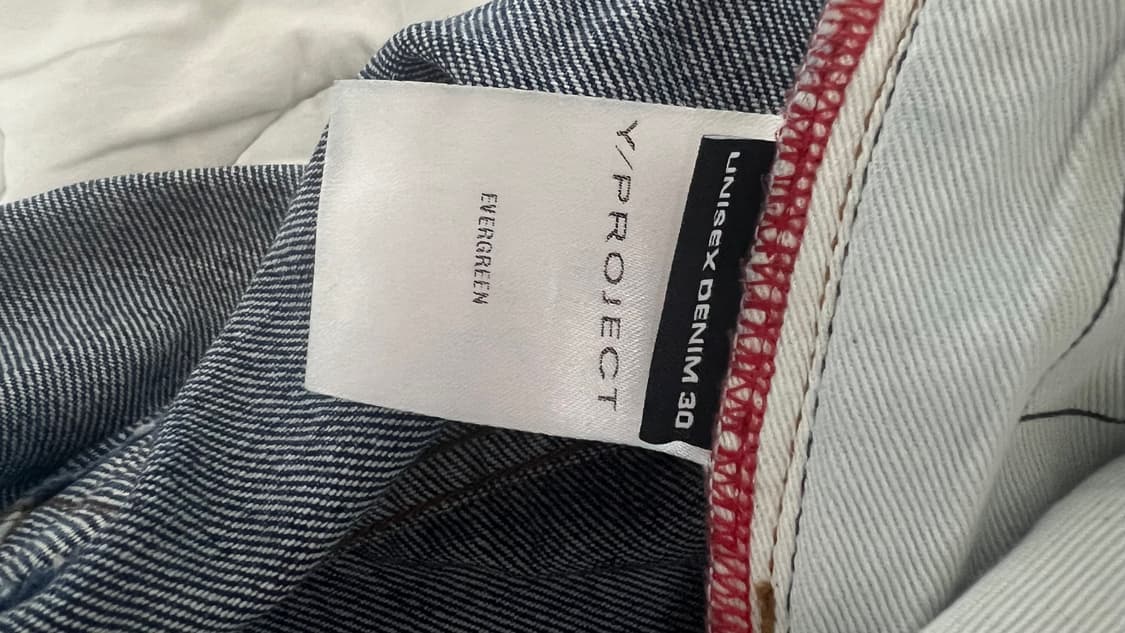 UNISEX DENIM 30
Y/PROJECT
EVERGREEN